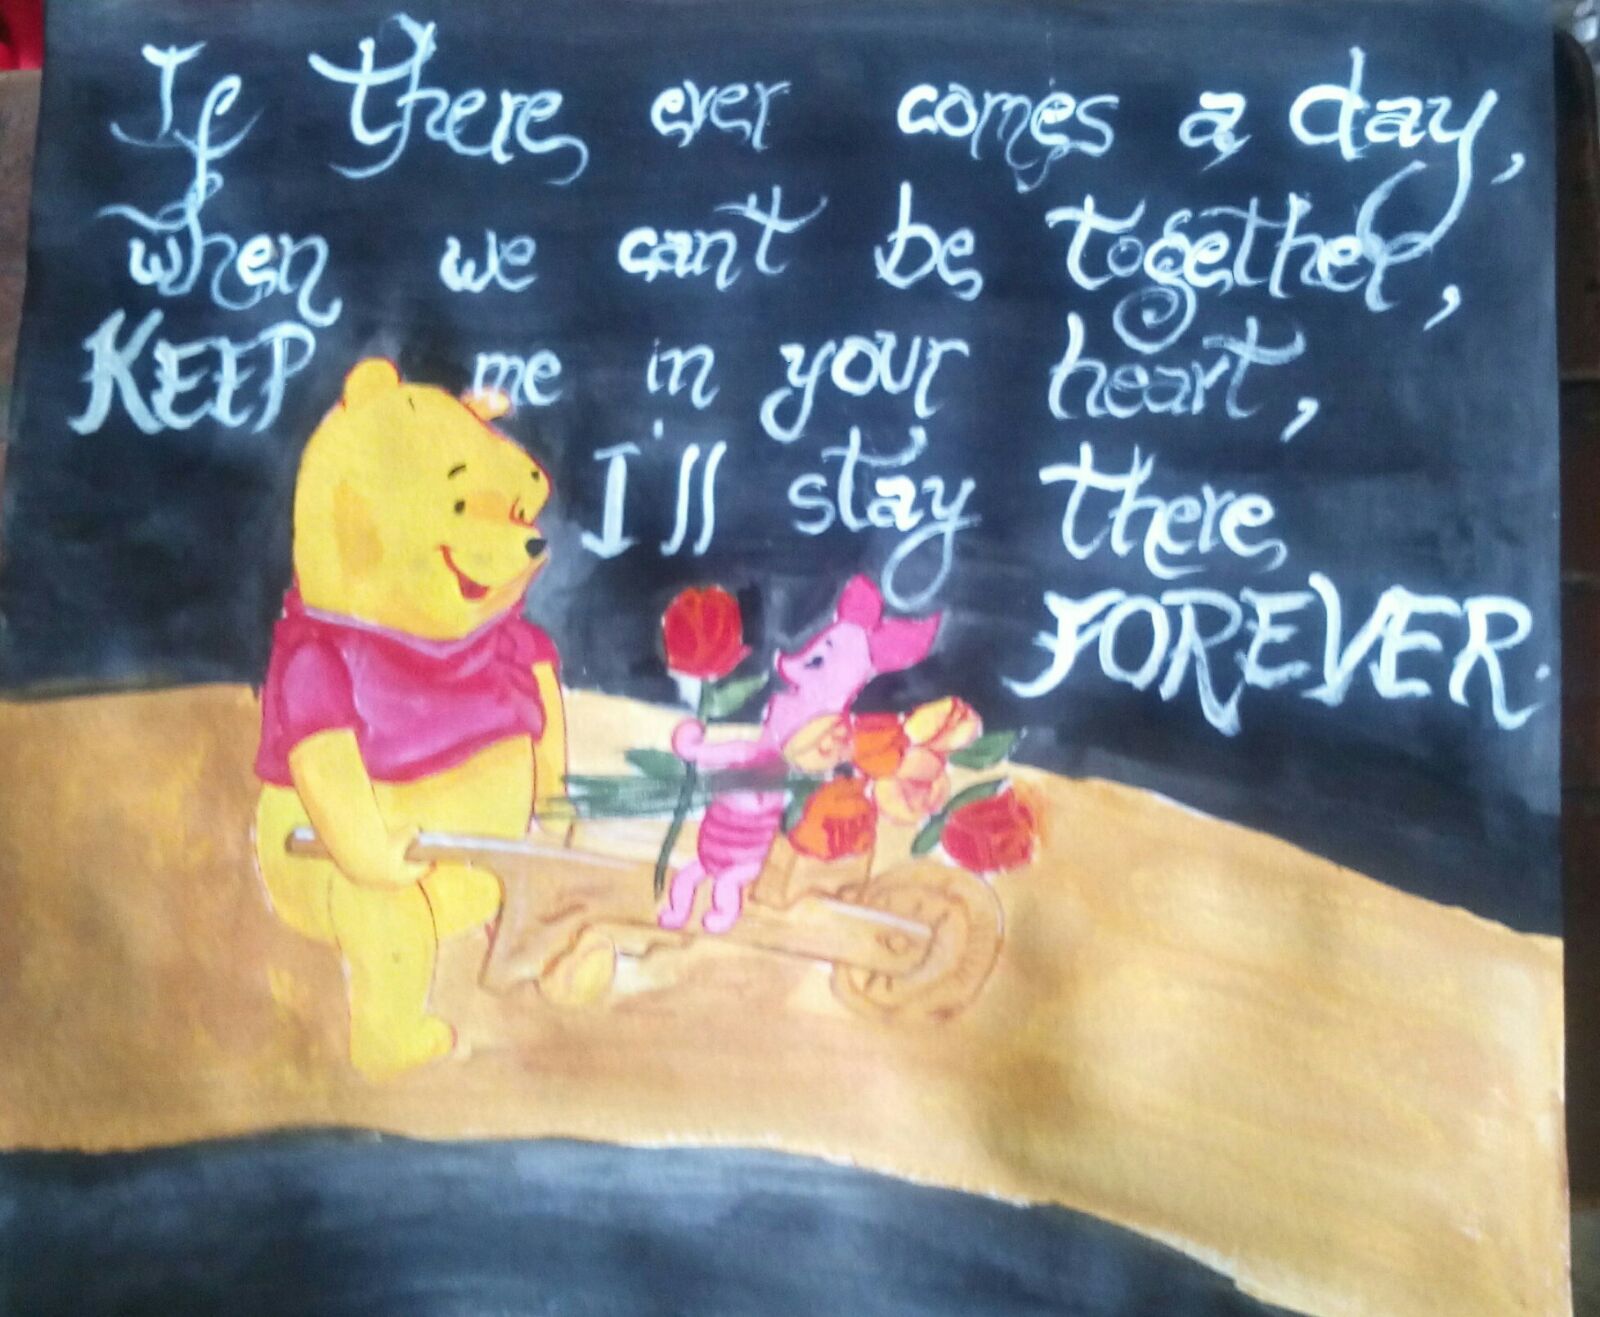 If there ever comes a day,
when we can't be together,
KEEP me in your heart,
I'll stay there
FOREVER.